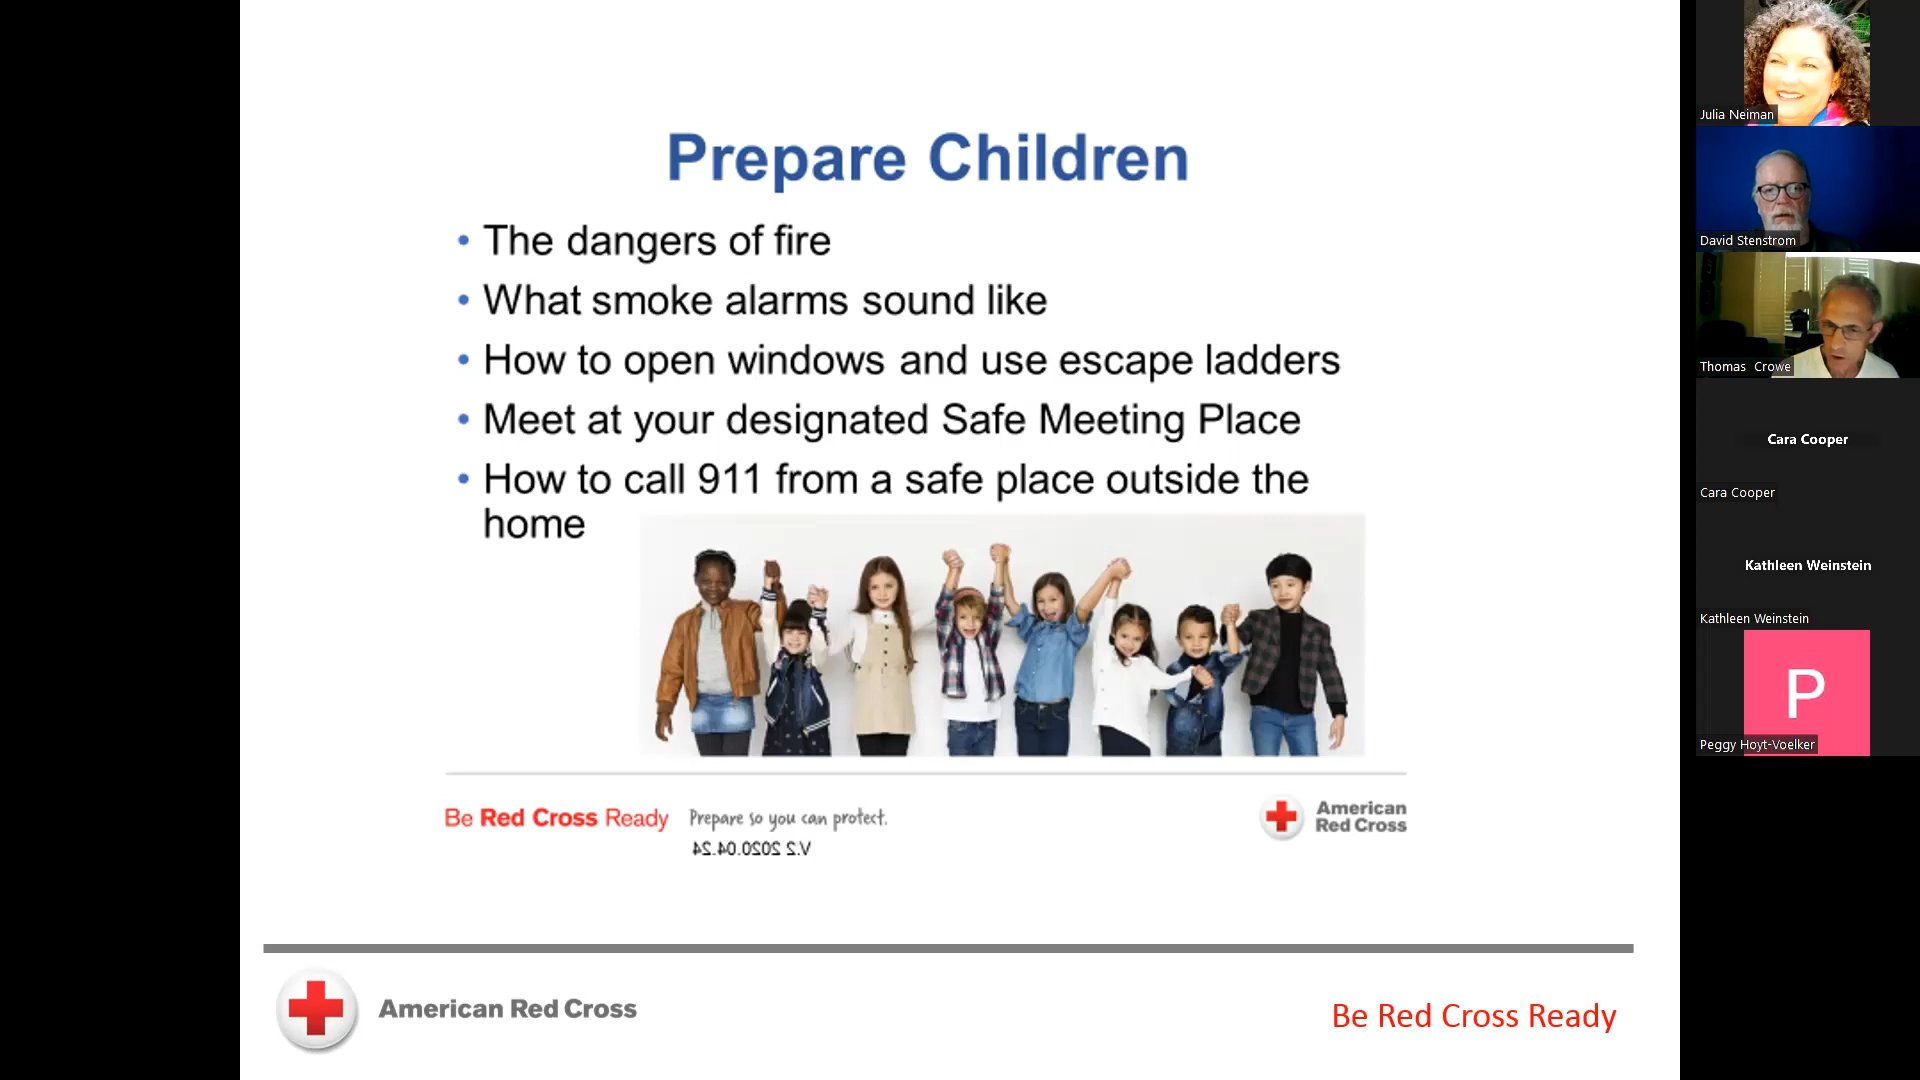 Prepare Children
• The dangers of fire
• What smoke alarms sound like
• How to open windows and use escape ladders
• Meet at your designated Safe Meeting Place
• How to call 911 from a safe place outside the
home
Be Red Cross Ready
Prepare so you can protect.
V.2 2020.04.24
American
Red Cross
American Red Cross
Be Red Cross Ready
Julia Neiman
David Stenstrom
Thomas Crowe
Cara Cooper
Cara Cooper
Kathleen Weinstein
Kathleen Weinstein
P
Peggy Hoyt-Voelker